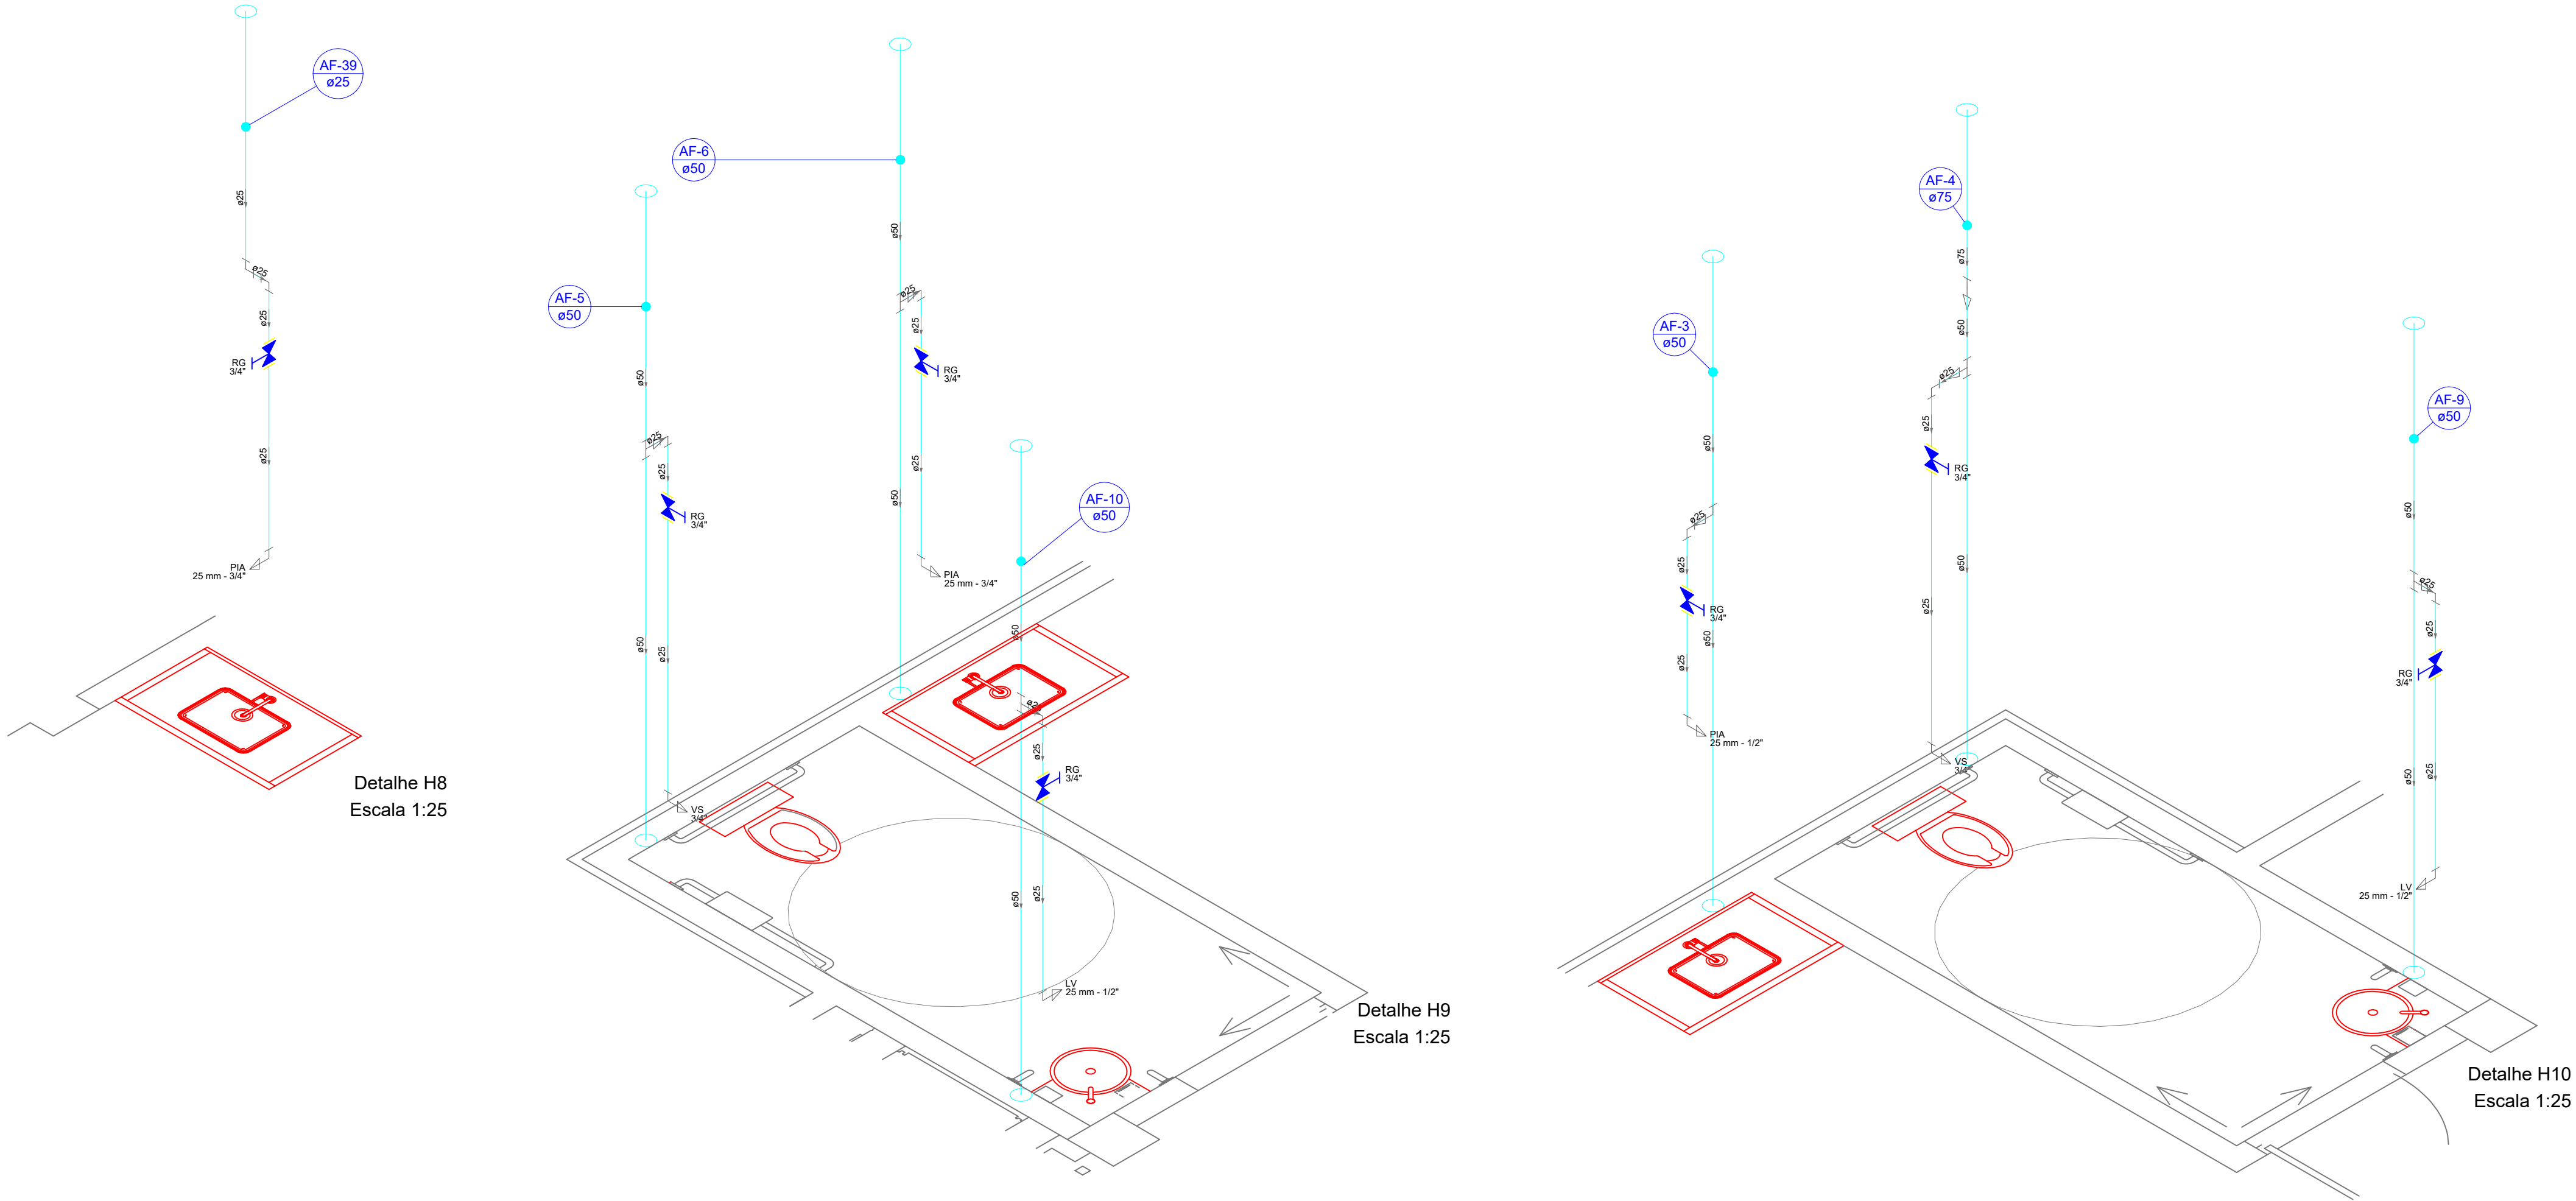 AF-39
ø25
ø25
ø25
ø25
RG
3/4"
ø25
PIA
25 mm - 3/4"
Detalhe H8
Escala 1:25
AF-6
ø50
ø50
ø25
ø25
RG
3/4"
ø25
ø50
PIA
25 mm - 3/4"
AF-5
ø50
ø50
ø25
ø25
RG
3/4"
ø50
ø25
VS
3/4"
AF-10
ø50
ø50
ø25
ø25
RG
3/4"
ø50
ø25
LV
25 mm - 1/2"
Detalhe H9
Escala 1:25
AF-3
ø50
ø50
ø25
ø25
RG
3/4"
ø50
ø25
PIA
25 mm - 1/2"
AF-4
ø75
ø75
ø50
ø25
ø25
RG
3/4"
ø50
ø25
VS
3/4"
AF-9
ø50
ø50
ø25
ø25
RG
3/4"
ø50
ø25
LV
25 mm - 1/2"
Detalhe H10
Escala 1:25